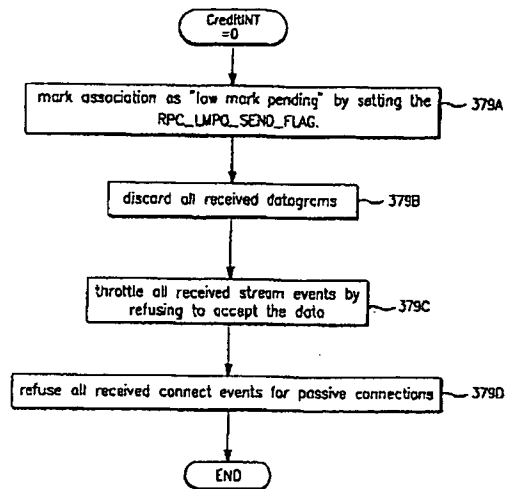 CreditINT
=0
mark association as "low mark pending" by setting the
RPC_LMPQ_SEND_FLAG.
379A
discard all received datagrams
379B
throttle all received stream events by
refusing to accept the data
379C
refuse all received connect events for passive connections
379D
END